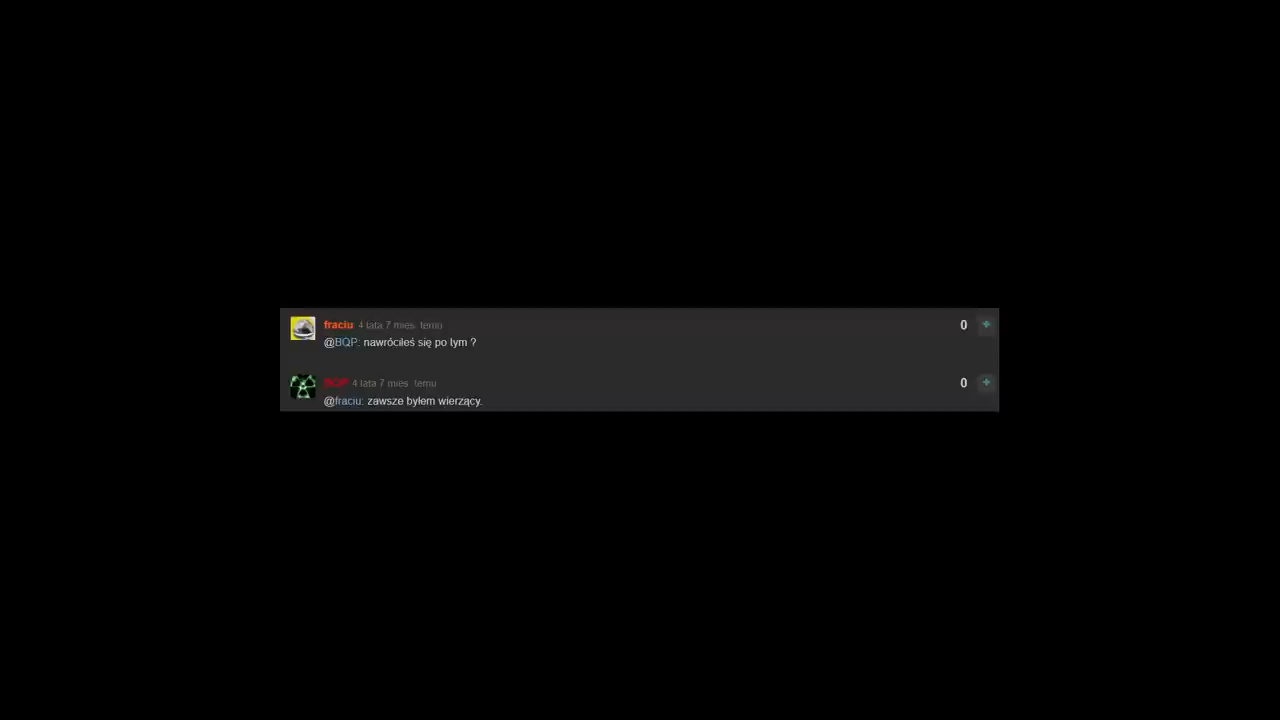 fraciu 4 lata 7 mies. temu 0 +
@BQP: nawróciłeś się po tym ?
BQP 4 lata 7 mies. temu 0 +
@fraciu: zawsze byłem wierzący.